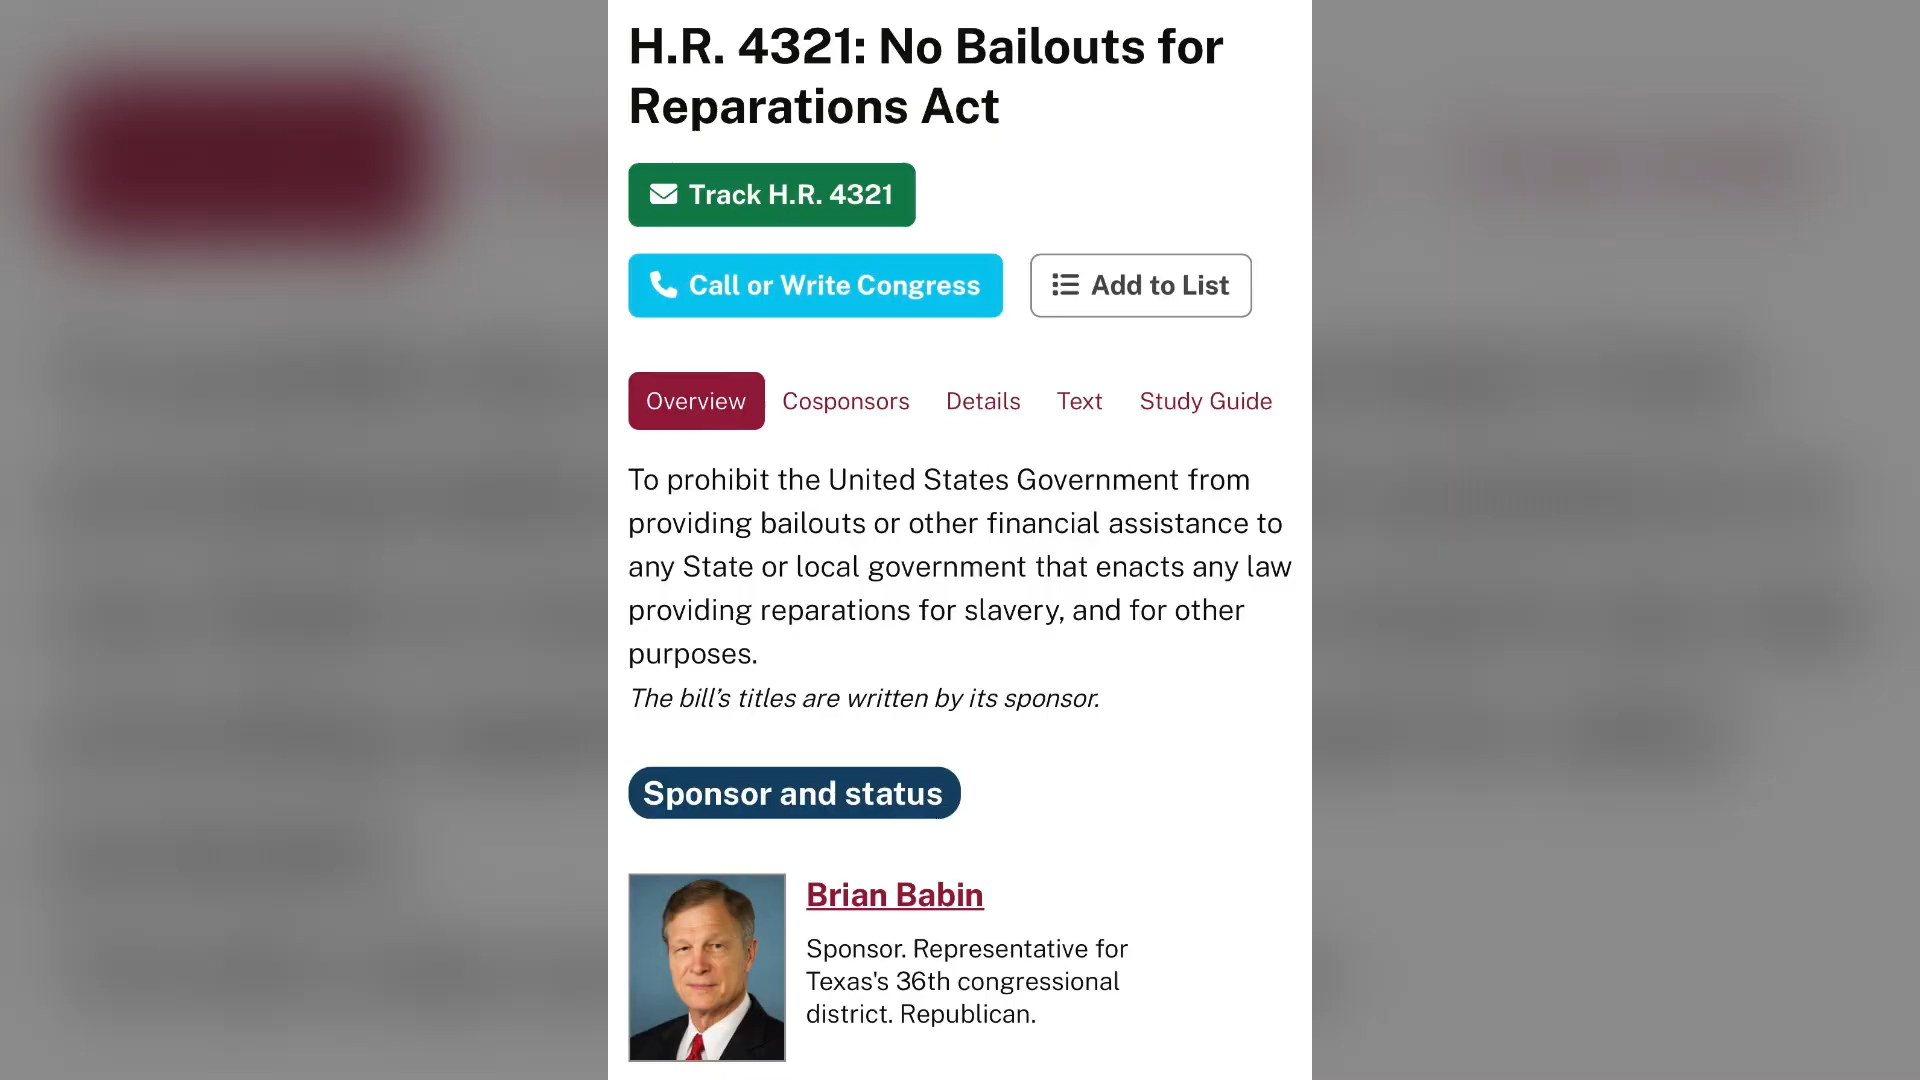 H.R. 4321: No Bailouts for
Reparations Act
Track H.R. 4321
Call or Write Congress
Add to List
Overview
Cosponsors
Details
Text
Study Guide
To prohibit the United States Government from
providing bailouts or other financial assistance to
any State or local government that enacts any law
providing reparations for slavery, and for other
purposes.
The bill’s titles are written by its sponsor.
Sponsor and status
Brian Babin
Sponsor. Representative for
Texas's 36th congressional
district. Republican.